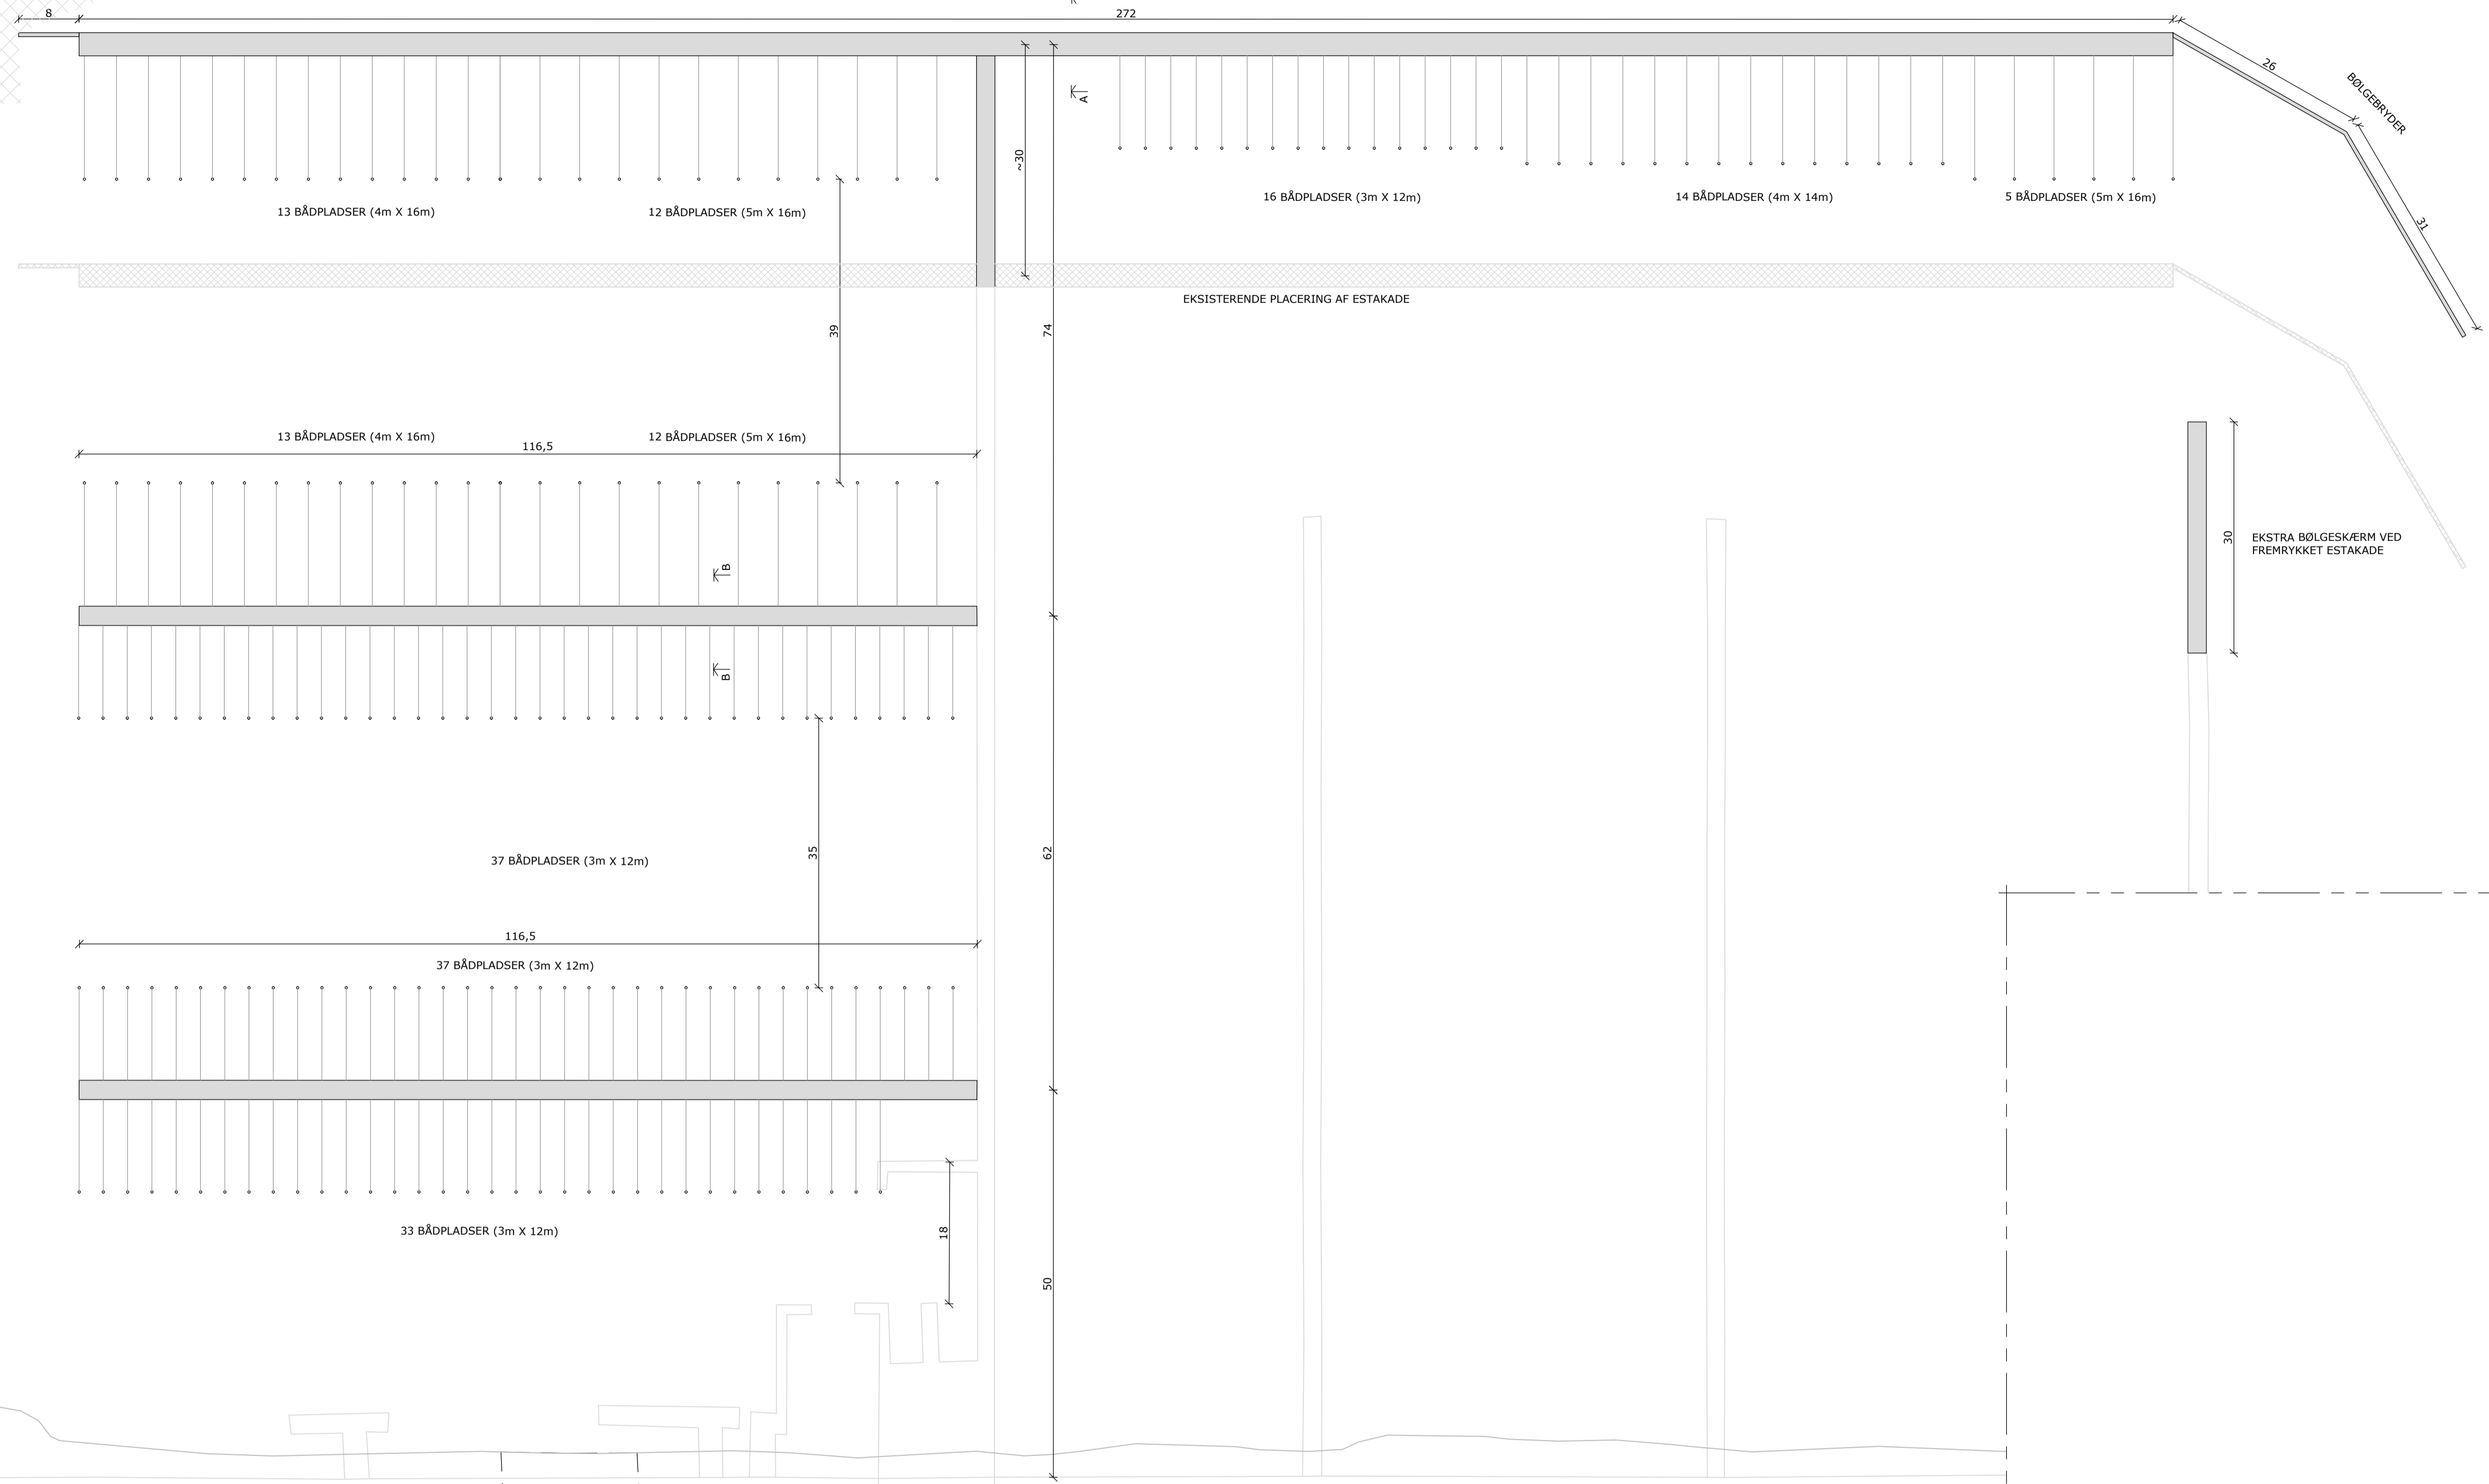 8
272
26
BØLGEBRYDER
31
A
~30
13 BÅDPLADSER (4m X 16m)
12 BÅDPLADSER (5m X 16m)
16 BÅDPLADSER (3m X 12m)
14 BÅDPLADSER (4m X 14m)
5 BÅDPLADSER (5m X 16m)
EKSISTERENDE PLACERING AF ESTAKADE
39
74
13 BÅDPLADSER (4m X 16m)
12 BÅDPLADSER (5m X 16m)
116,5
B
30
EKSTRA BØLGESKÆRM VED
FREMRYKKET ESTAKADE
B
35
62
37 BÅDPLADSER (3m X 12m)
116,5
37 BÅDPLADSER (3m X 12m)
18
33 BÅDPLADSER (3m X 12m)
50